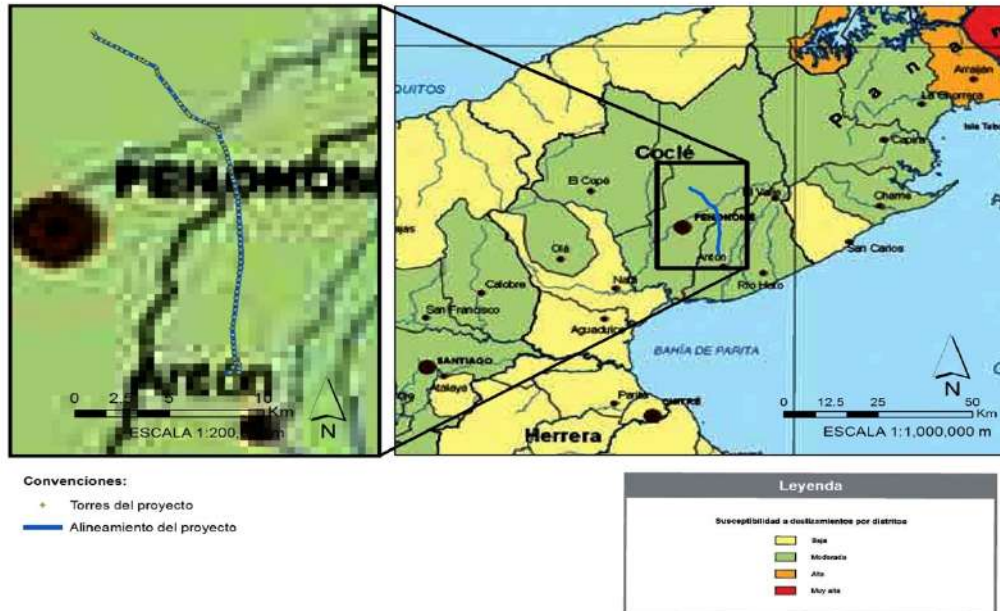 PENONOM
Anton
0 2.5 5 10
Km
ESCALA 1:200, m
N
QUITOS
Coclé
El Copé
PENONOMÉ
El Valle
Antón
Río Hato
Olá
Natá
Calobre
San Francisco
Aguadulce
SANTIAGO
Atalaya
BAHÍA DE PARITA
Parita
Herrera
P a n a
Arraiján
La Chorrera
Capira
Chame
San Carlos
N
0 12.5 25 50
Km
ESCALA 1:1,000,000 m
Convenciones:
Torres del proyecto
Alineamiento del proyecto
Leyenda
Susceptibilidad a deslizamientos por distritos
Baja
Moderada
Alta
Muy alta